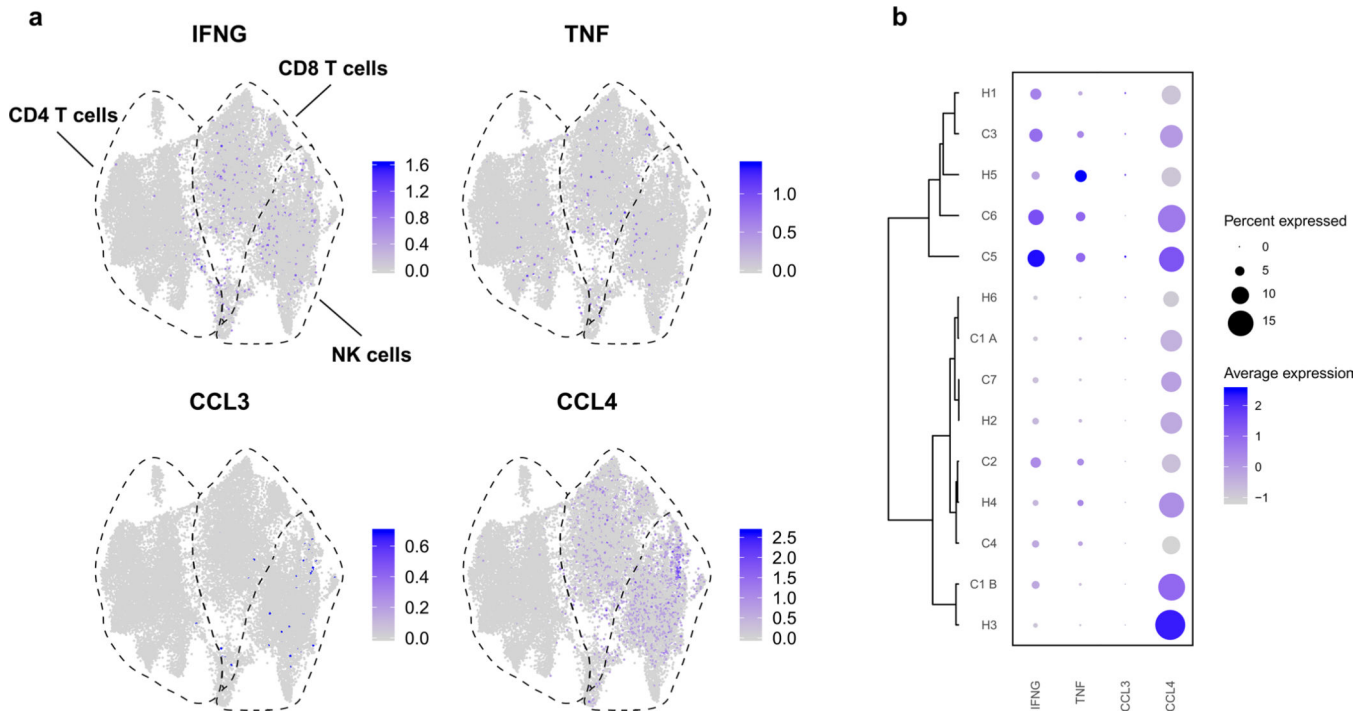 a
IFNG
TNF
CD8 T cells
CD4 T cells
1.6
1.2
0.8
0.4
0.0
1.0
0.5
0.0
NK cells
CCL3
CCL4
0.6
0.4
0.2
0.0
2.5
2.0
1.5
1.0
0.5
0.0
b
H1
C3
H5
C6
C5
H6
C1 A
C7
H2
C2
H4
C4
C1 B
H3
IFNG
TNF
CCL3
CCL4
Percent expressed
0
5
10
15
Average expression
2
1
0
−1